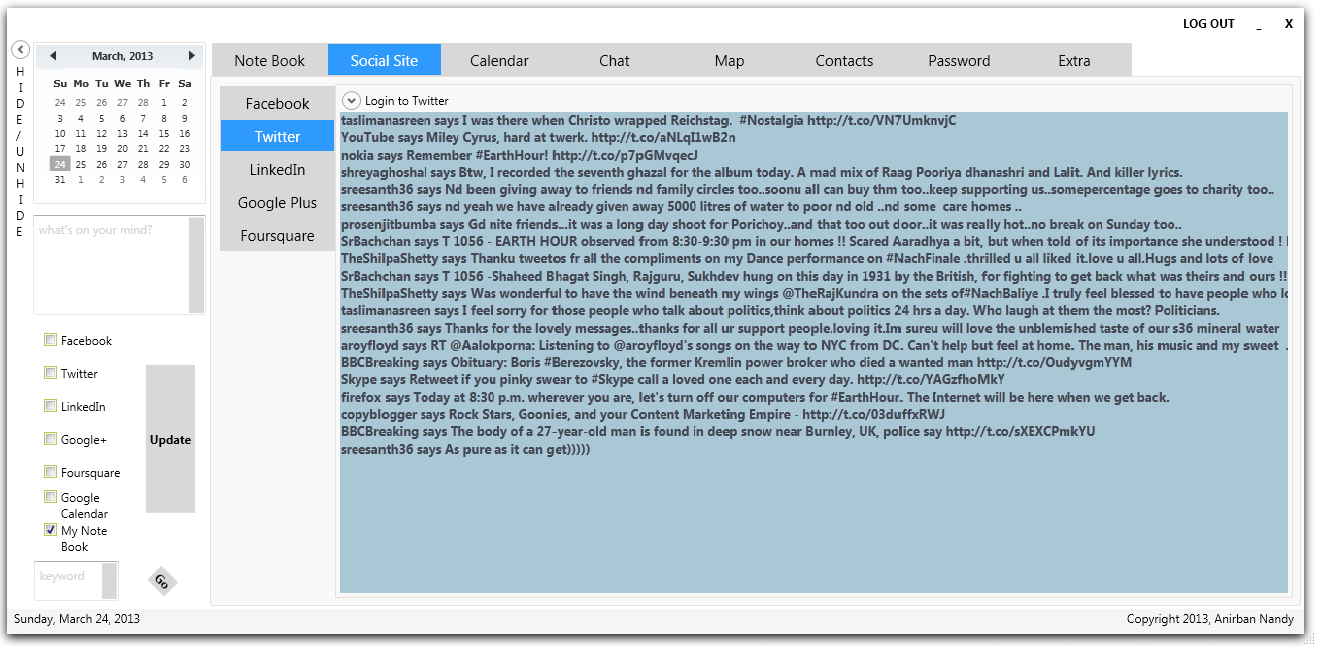 LOG OUT _ X
H
I
D
E
/
U
N
H
I
D
E
March, 2013
Su Mo Tu We Th Fr Sa
24 25 26 27 28 1 2
3 4 5 6 7 8 9
10 11 12 13 14 15 16
17 18 19 20 21 22 23
24 25 26 27 28 29 30
31 1 2 3 4 5 6
what's on your mind?
Facebook
Twitter
LinkedIn
Google+
Foursquare
Google
Calendar
My Note
Book
Update
keyword
Go
Note Book Social Site Calendar Chat Map Contacts Password Extra
Facebook
Twitter
LinkedIn
Google Plus
Foursquare
Login to Twitter
taslimanasreen says I was there when Christo wrapped Reichstag.  #Nostalgia http://t.co/VN7UmknvjC
YouTube says Miley Cyrus, hard at twerk. http://t.co/aNLqI1wB2n
nokia says Remember #EarthHour! http://t.co/p7pGMvqecJ
shreyaghoshal says Btw, I recorded the seventh ghazal for the album today. A mad mix of Raag Pooriya dhanashri and Lalit. And killer lyrics.
sreesanth36 says Nd been giving away to friends nd family circles too..soonu all can buy thm too..keep supporting us..somepercentage goes to charity too..
sreesanth36 says nd yeah we have already given away 5000 litres of water to poor nd old ..nd some  care homes ..
prosenjitbumba says Gd nite friends...it was a long day shoot for Porichoy..and that too out door..it was really hot..no break on Sunday too..
SrBachchan says T 1056 - EARTH HOUR observed from 8:30-9:30 pm in our homes !! Scared Aaradhya a bit, but when told of its importance she understood !
TheShilpaShetty says Thanku tweetos fr all the compliments on my Dance performance on #NachFinale .thrilled u all liked it.love u all.Hugs and lots of love
SrBachchan says T 1056 -Shaheed Bhagat Singh, Rajguru, Sukhdev hung on this day in 1931 by the British, for fighting to get back what was theirs and ours !!
TheShilpaShetty says Was wonderful to have the wind beneath my wings @TheRajKundra on the sets of#NachBaliye .I truly feel blessed to have people who
taslimanasreen says I feel sorry for those people who talk about politics,think about politics 24 hrs a day. Who laugh at them the most? Politicians.
sreesanth36 says Thanks for the lovely messages..thanks for all ur support people.loving it.Im sureu will love the unblemished taste of our s36 mineral water
aroyfloyd says RT @Aalokporna: Listening to @aroyfloyd's songs on the way to NYC from DC. Can't help but feel at home. The man, his music and my sweet .
BBCBreaking says Obituary: Boris #Berezovsky, the former Kremlin power broker who died a wanted man http://t.co/OudyvgmYYM
Skype says Retweet if you pinky swear to #Skype call a loved one each and every day. http://t.co/YAGzfhoMkY
firefox says Today at 8:30 p.m. wherever you are, let's turn off our computers for #EarthHour. The Internet will be here when we get back.
copyblogger says Rock Stars, Goonies, and your Content Marketing Empire - http://t.co/03duffxRWJ
BBCBreaking says The body of a 27-year-old man is found in deep snow near Burnley, UK, police say http://t.co/sXEXCPmkYU
sreesanth36 says As pure as it can get)))))
Sunday, March 24, 2013
Copyright 2013, Anirban Nandy